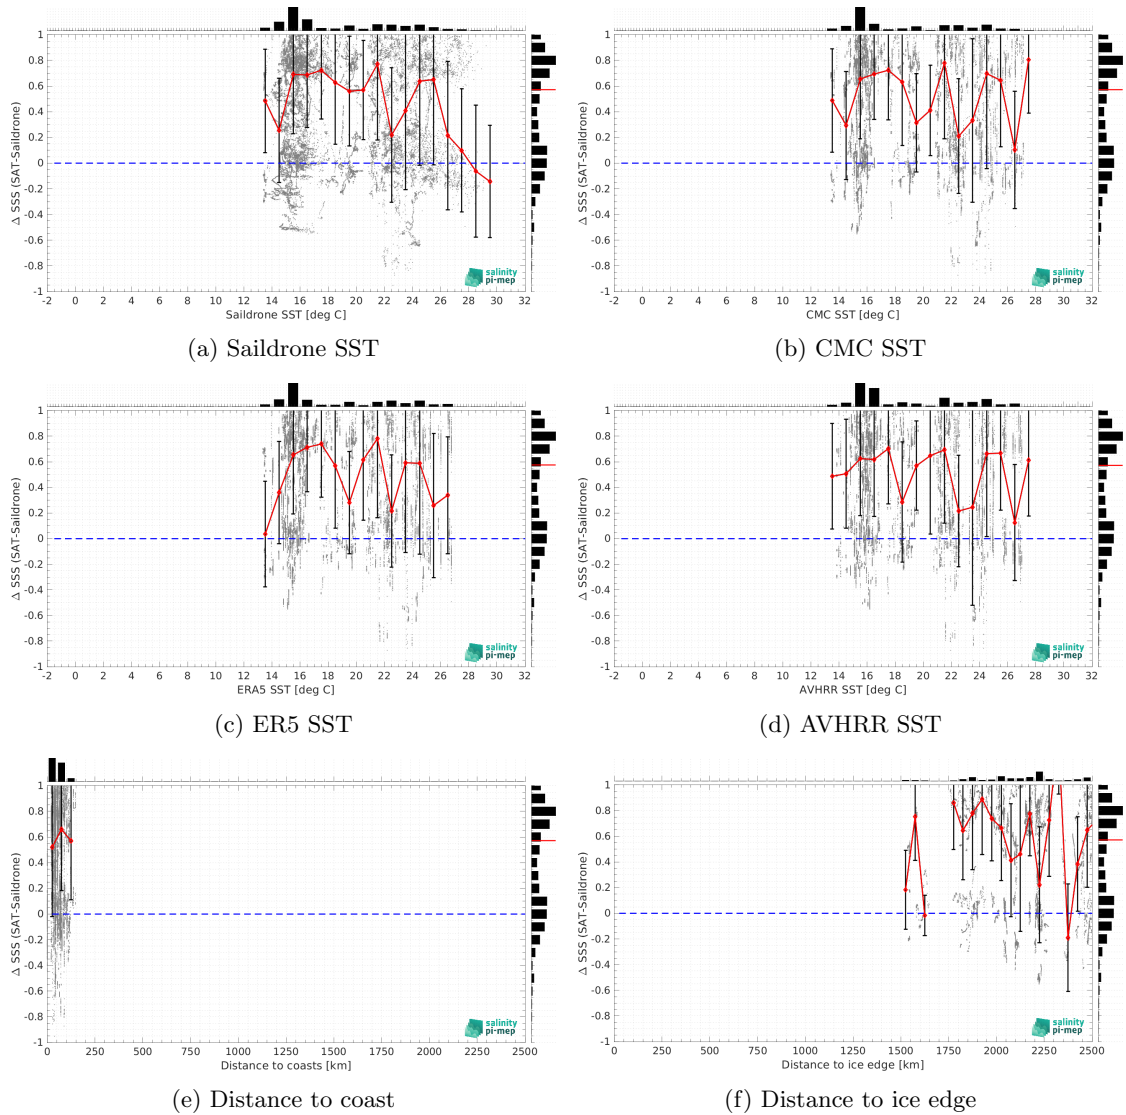 1
0.8
0.6
0.4
0.2
0
-0.2
-0.4
-0.6
-0.8
-1
Δ SSS (SAT-Saildrone)
salinity
pi-mep
-2 0 2 4 6 8 10 12 14 16 18 20 22 24 26 28 30 32
Saildrone SST [deg C]
(a) Saildrone SST
1
0.8
0.6
0.4
0.2
0
-0.2
-0.4
-0.6
-0.8
-1
Δ SSS (SAT-Saildrone)
salinity
pi-mep
-2 0 2 4 6 8 10 12 14 16 18 20 22 24 26 28 30 32
CMC SST [deg C]
(b) CMC SST
1
0.8
0.6
0.4
0.2
0
-0.2
-0.4
-0.6
-0.8
-1
Δ SSS (SAT-Saildrone)
salinity
pi-mep
-2 0 2 4 6 8 10 12 14 16 18 20 22 24 26 28 30 32
ERA5 SST [deg C]
(c) ER5 SST
1
0.8
0.6
0.4
0.2
0
-0.2
-0.4
-0.6
-0.8
-1
Δ SSS (SAT-Saildrone)
salinity
pi-mep
-2 0 2 4 6 8 10 12 14 16 18 20 22 24 26 28 30 32
AVHRR SST [deg C]
(d) AVHRR SST
1
0.8
0.6
0.4
0.2
0
-0.2
-0.4
-0.6
-0.8
-1
Δ SSS (SAT-Saildrone)
salinity
pi-mep
0 250 500 750 1000 1250 1500 1750 2000 2250 2500
Distance to coasts [km]
(e) Distance to coast
1
0.8
0.6
0.4
0.2
0
-0.2
-0.4
-0.6
-0.8
-1
Δ SSS (SAT-Saildrone)
salinity
pi-mep
0 250 500 750 1000 1250 1500 1750 2000 2250 2500
Distance to ice edge [km]
(f) Distance to ice edge